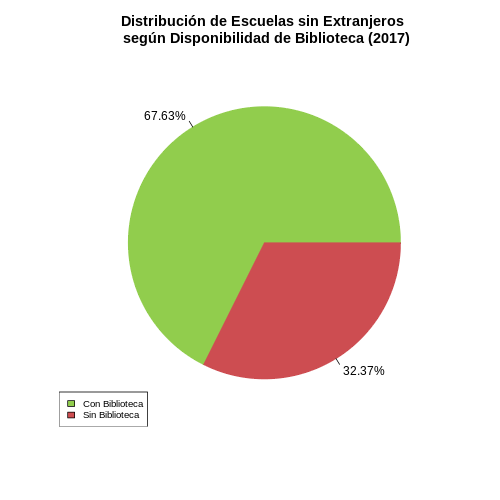 Distribución de Escuelas sin Extranjeros
según Disponibilidad de Biblioteca (2017)
67.63%
32.37%
Con Biblioteca
Sin Biblioteca